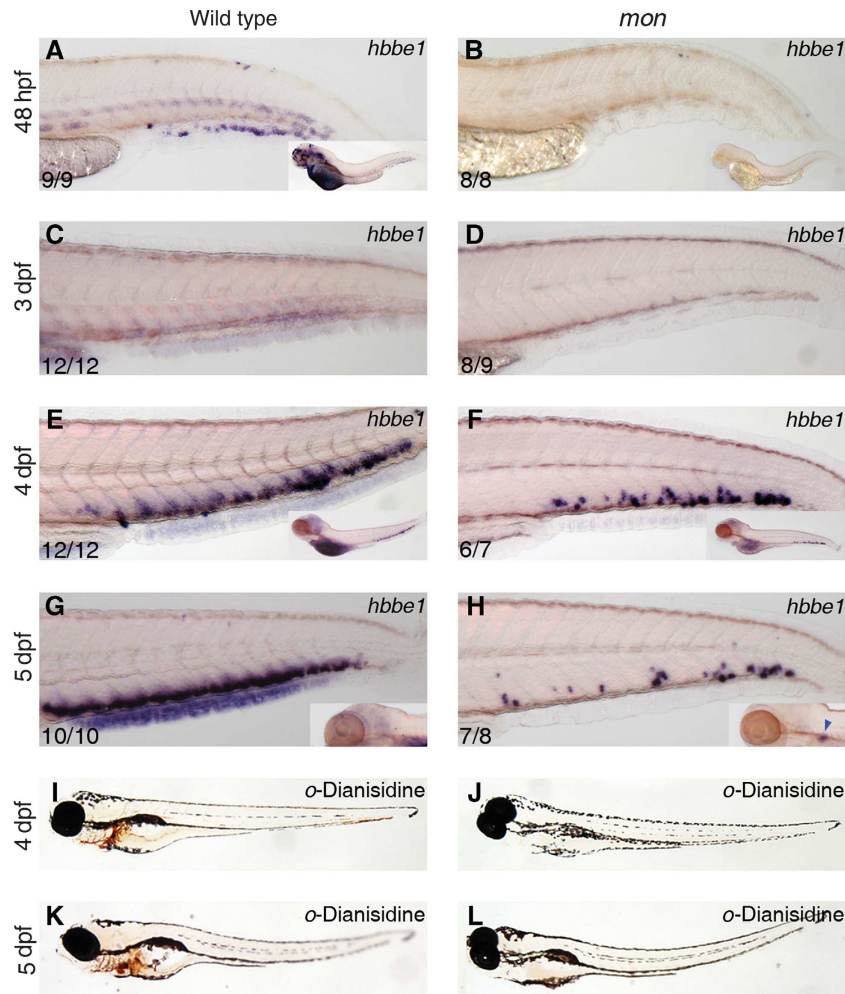 Wild type
mon
48 hpf
A
hbbe1
9/9
B
hbbe1
8/8
3 dpf
C
hbbe1
12/12
D
hbbe1
8/9
4 dpf
E
hbbe1
12/12
F
hbbe1
6/7
5 dpf
G
hbbe1
10/10
H
hbbe1
7/8
4 dpf
I
o-Dianisidine
J
o-Dianisidine
5 dpf
K
o-Dianisidine
L
o-Dianisidine